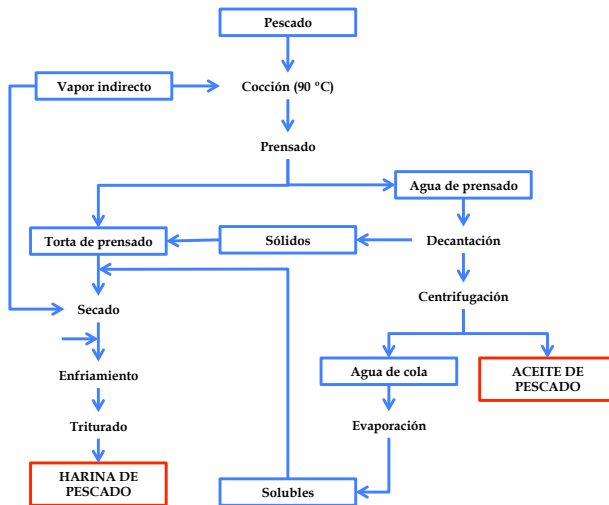 Pescado
Vapor indirecto
Cocción (90 ºC)
Prensado
Agua de prensado
Torta de prensado
Sólidos
Decantación
Secado
Centrifugación
Enfriamiento
Agua de cola
ACEITE DE
PESCADO
Triturado
Evaporación
HARINA DE
PESCADO
Solubles